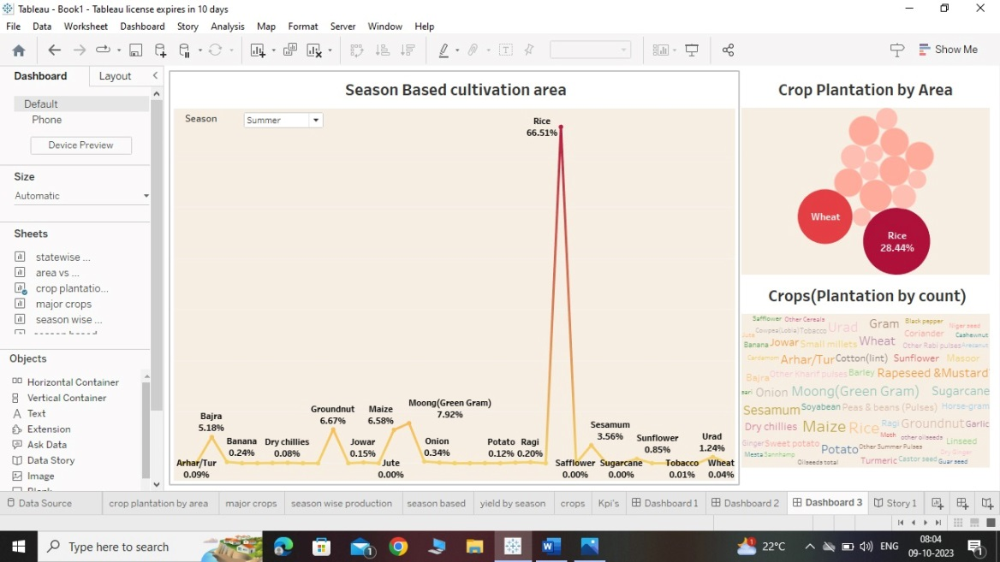 Tableau - Book1 - Tableau license expires in 10 days
File Data Worksheet Dashboard Story Analysis Map Format Server Window Help
Show Me
Dashboard Layout
Default
Phone
Device Preview
Size
Automatic
Sheets
statewise ...
area vs ...
crop plantatio...
major crops
season wise ...
season based
Objects
Horizontal Container
Vertical Container
Text
Extension
Ask Data
Data Story
Image
Season Based cultivation area
Season Summer
Rice
66.51%
Bajra
5.18%
Groundnut
6.67%
Maize
6.58%
Moong(Green Gram)
7.92%
Banana
0.24%
Dry chillies
0.08%
Jowar
0.15%
Onion
0.34%
Potato
0.12%
Ragi
0.20%
Sesamum
3.56%
Sunflower
0.85%
Urad
1.24%
Arhar/Tur
0.09%
Jute
0.00%
Safflower
0.00%
Sugarcane
0.00%
Tobacco
0.01%
Wheat
0.04%
Crop Plantation by Area
Wheat
Rice
28.44%
Crops(Plantation by count)
Safflower Other Cereals Urad Gram Black pepper Niger seed
Jute Cowpea(Lobia) Tobacco Coriander Cashewnut
Banana Jowar Small millets Wheat Other Rabi pulses Arecanut
Cardamom Arhar/Tur Cotton(lint) Sunflower Masoor
Bajra Other Kharif pulses Barley Rapeseed &Mustard
Onion Moong(Green Gram) Sugarcane
Sesamum Soyabean Peas & beans (Pulses) Horse-gram
Dry chillies Maize Rice Ragi Groundnut Garlic
Moth other oilseeds
Ginger Sweet potato Potato Other Summer Pulses Linseed
Mesta Sannhamp Dry Ginger
Oilseeds total Turmeric Castor seed Guar seed
Data Source crop plantation by area major crops season wise production season based yield by season crops Kpi's Dashboard 1 Dashboard 2 Dashboard 3 Story 1
Type here to search
1
W
1
22°C
ENG
08:04
09-10-2023
1